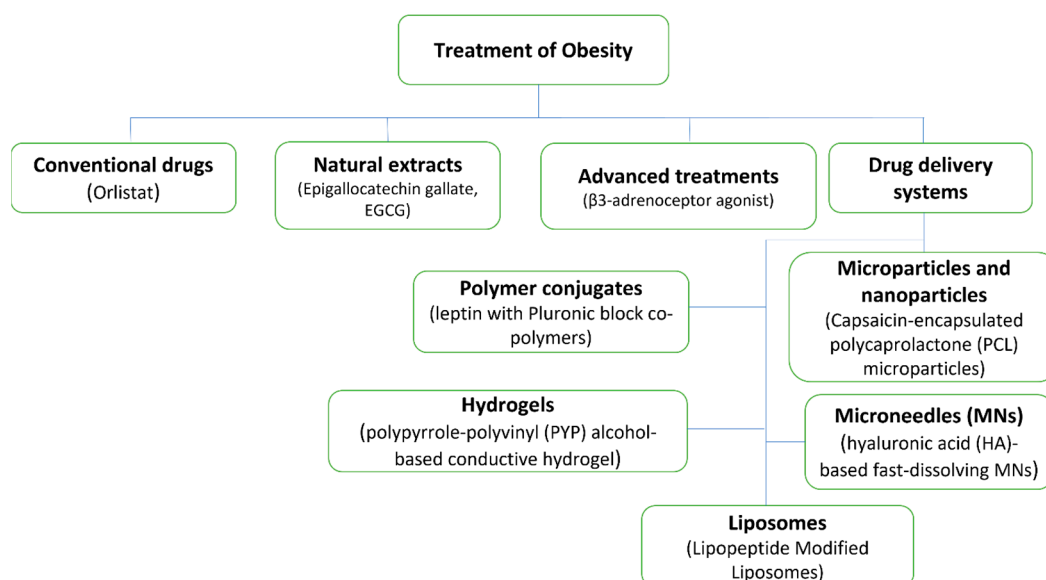 Treatment of Obesity
Conventional drugs
(Orlistat)
Natural extracts
(Epigallocatechin gallate,
EGCG)
Advanced treatments
(β3-adrenoceptor agonist)
Drug delivery
systems
Polymer conjugates
(leptin with Pluronic block co-
polymers)
Microparticles and
nanoparticles
(Capsaicin-encapsulated
polycaprolactone (PCL)
microparticles)
Hydrogels
(polypyrrole-polyvinyl (PYP) alcohol-
based conductive hydrogel)
Microneedles (MNs)
(hyaluronic acid (HA)-
based fast-dissolving MNs)
Liposomes
(Lipopeptide Modified
Liposomes)